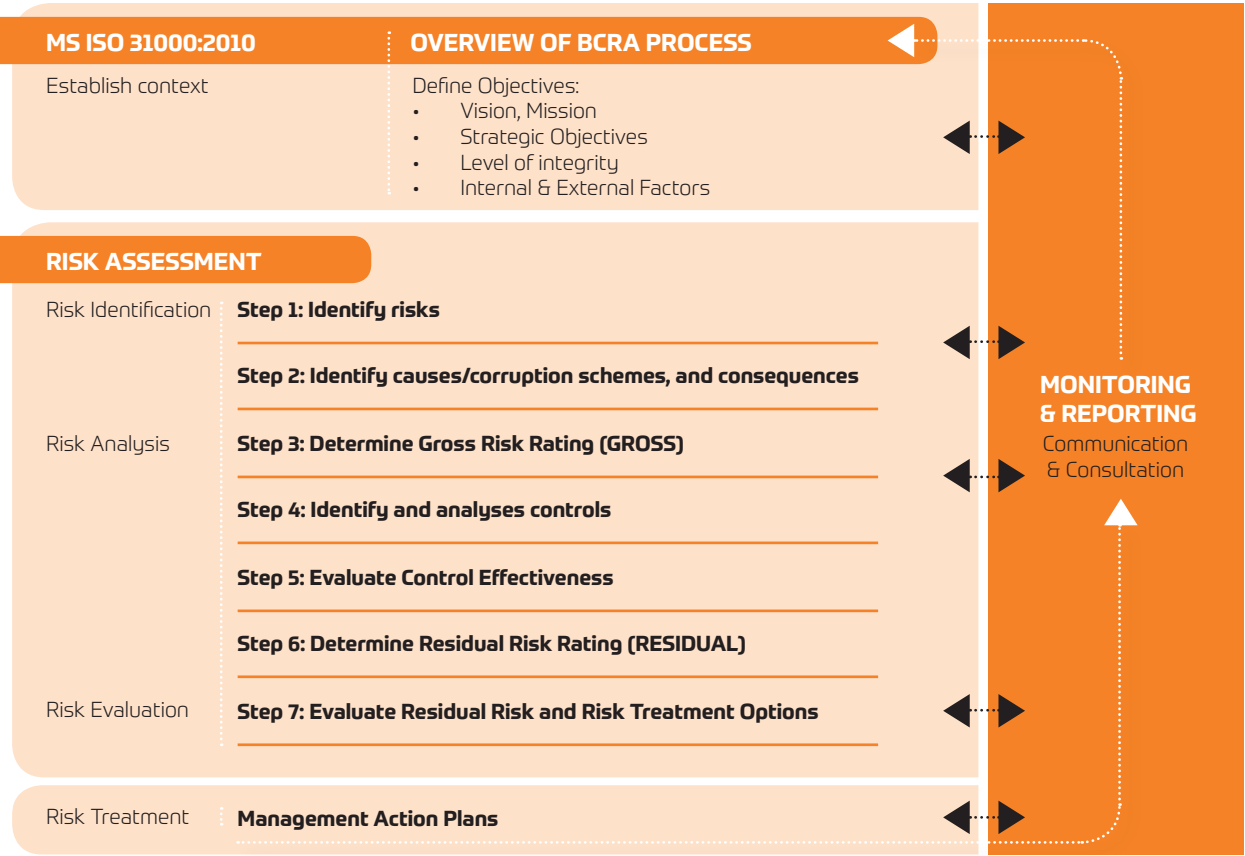 MS ISO 31000:2010
OVERVIEW OF BCRA PROCESS
Establish context
Define Objectives:
• Vision, Mission
• Strategic Objectives
• Level of integrity
• Internal & External Factors
RISK ASSESSMENT
Risk Identification
Step 1: Identify risks
Step 2: Identify causes/corruption schemes, and consequences
Risk Analysis
Step 3: Determine Gross Risk Rating (GROSS)
Step 4: Identify and analyses controls
Step 5: Evaluate Control Effectiveness
Step 6: Determine Residual Risk Rating (RESIDUAL)
Risk Evaluation
Step 7: Evaluate Residual Risk and Risk Treatment Options
Risk Treatment
Management Action Plans
MONITORING
& REPORTING
Communication
& Consultation